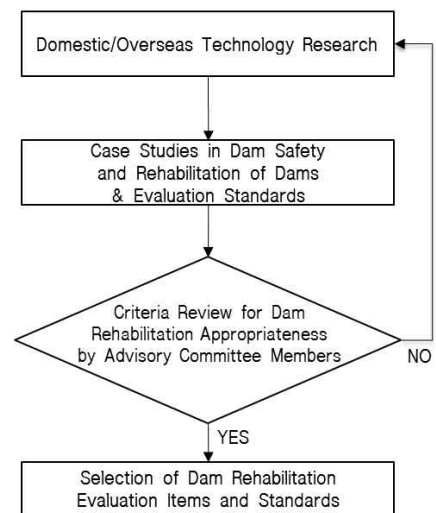 Domestic/Overseas Technology Research
Case Studies in Dam Safety
and Rehabilitation of Dams
& Evaluation Standards
Criteria Review for Dam
Rehabilitation Appropriateness
by Advisory Committee Members
NO
YES
Selection of Dam Rehabilitation
Evaluation Items and Standards